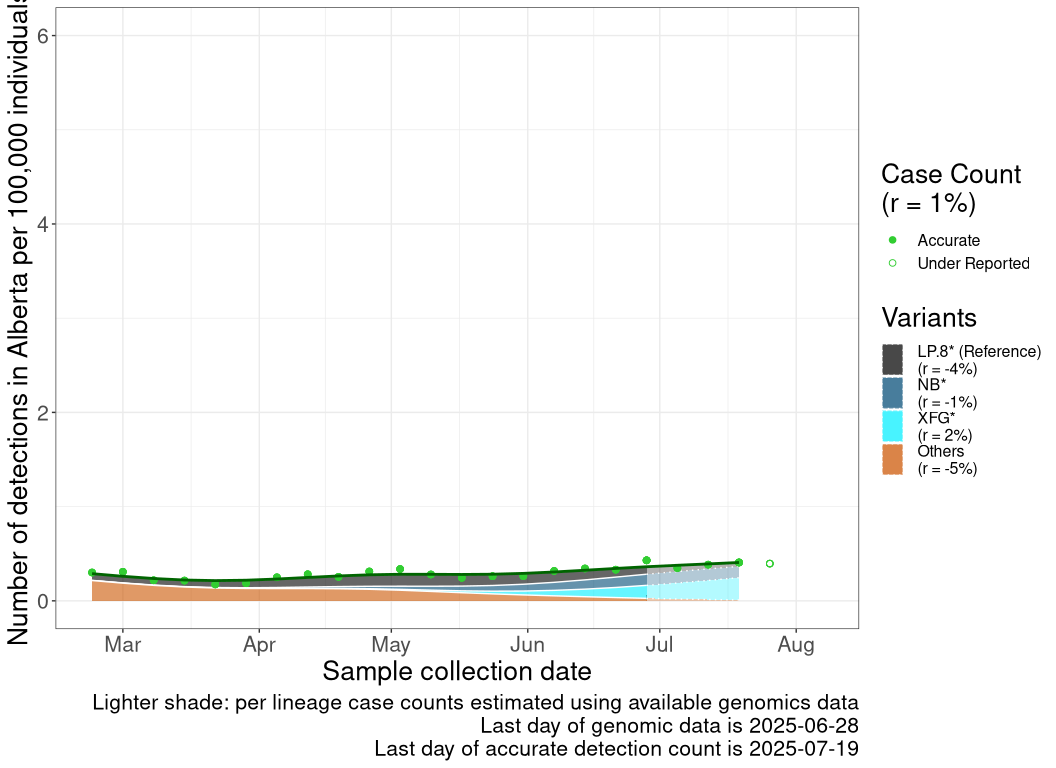 Number of detections in Alberta per 100,000 individuals
6
4
2
0
Mar Apr May Jun Jul Aug
Sample collection date
Lighter shade: per lineage case counts estimated using available genomics data
Last day of genomic data is 2025-06-28
Last day of accurate detection count is 2025-07-19
Case Count
(r = 1%)
Accurate
Under Reported
Variants
LP.8* (Reference)
(r = -4%)
NB*
(r = -1%)
XFG*
(r = 2%)
Others
(r = -5%)